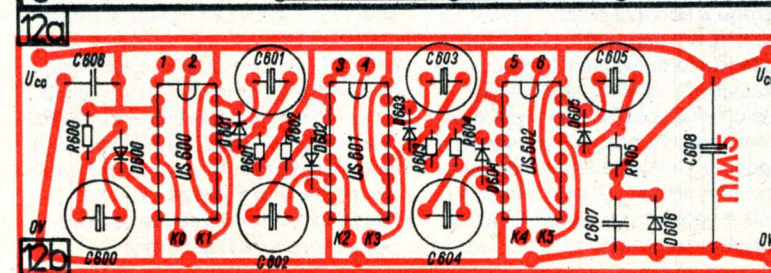 12a
C606 1 2 C601 3 4 C603 5 6 C605
Ucc Ucc
R600 D600 US600 D601 R601 R602 D602 US601 D603 R603 R604 D604 US602 D605 R605 C608
SWU
0V K0 K1 K2 K3 K4 K5 C607 D606 0V
C600 C602 C604
12b